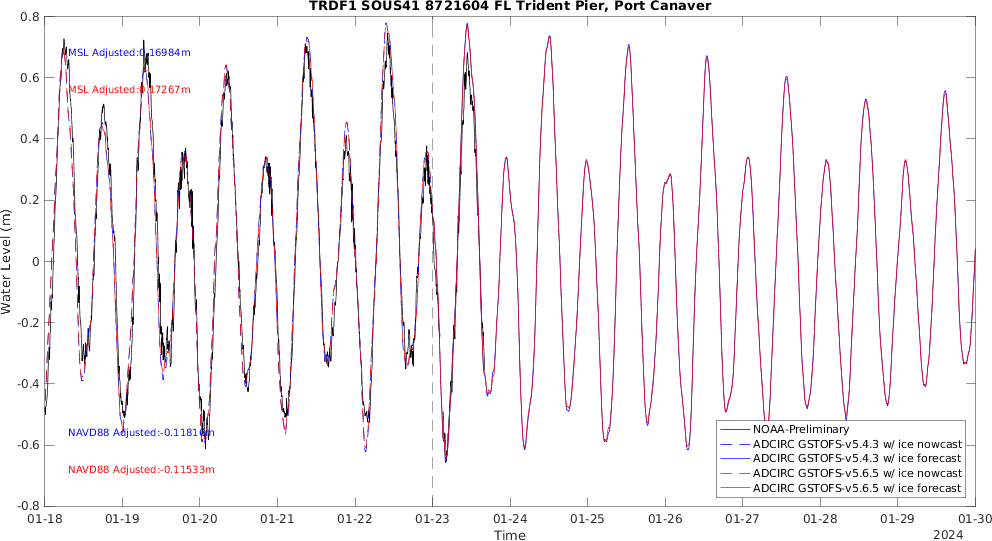 TRDF1 SOUS41 8721604 FL Trident Pier, Port Canaver
0.8
0.6
0.4
0.2
0
-0.2
-0.4
-0.6
-0.8
Water Level (m)
MSL Adjusted:0.16984m
MSL Adjusted:0.17267m
NAVD88 Adjusted:-0.11816m
NAVD88 Adjusted:-0.11533m
NOAA-Preliminary
ADCIRC GSTOFS-v5.4.3 w/ ice nowcast
ADCIRC GSTOFS-v5.4.3 w/ ice forecast
ADCIRC GSTOFS-v5.6.5 w/ ice nowcast
ADCIRC GSTOFS-v5.6.5 w/ ice forecast
01-18 01-19 01-20 01-21 01-22 01-23 01-24 01-25 01-26 01-27 01-28 01-29 01-30
Time
2024